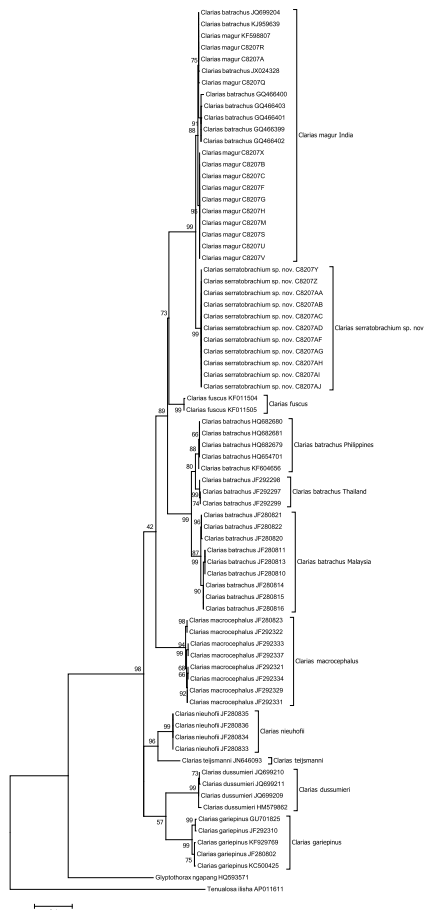 Clarias batrachus JQ699204
Clarias batrachus KJ959639
Clarias magur KF598807
Clarias magur C8207R
75
Clarias magur C8207A
Clarias batrachus JX024328
Clarias magur C8207Q
Clarias batrachus GQ466400
Clarias batrachus GQ466403
Clarias batrachus GQ466401
91
Clarias batrachus GQ466399
88
Clarias magur India
Clarias batrachus GQ466402
Clarias magur C8207X
Clarias magur C8207B
Clarias magur C8207C
Clarias magur C8207F
Clarias magur C8207G
95
Clarias magur C8207H
Clarias magur C8207M
99
Clarias magur C8207S
Clarias magur C8207U
Clarias magur C8207V
Clarias serratobrachium sp. nov. C8207Y
Clarias serratobrachium sp. nov. C8207Z
Clarias serratobrachium sp. nov. C8207AA
Clarias serratobrachium sp. nov. C8207AB
73
Clarias serratobrachium sp. nov. C8207AC
Clarias serratobrachium sp. nov. C8207AD
Clarias serratobrachium sp. nov
99
Clarias serratobrachium sp. nov. C8207AF
Clarias serratobrachium sp. nov. C8207AG
Clarias serratobrachium sp. nov. C8207AH
Clarias serratobrachium sp. nov. C8207AI
Clarias serratobrachium sp. nov. C8207AJ
Clarias fuscus KF011504
Clarias fuscus
99
Clarias fuscus KF011505
89
Clarias batrachus HQ682680
66
Clarias batrachus HQ682681
88
Clarias batrachus HQ682679
Clarias batrachus Philippines
Clarias batrachus HQ654701
80
Clarias batrachus KF604656
Clarias batrachus JF292298
99
Clarias batrachus JF292297
Clarias batrachus Thailand
74
Clarias batrachus JF292299
99
Clarias batrachus JF280821
96
Clarias batrachus JF280822
42
Clarias batrachus JF280820
Clarias batrachus JF280811
87
99
Clarias batrachus JF280813
Clarias batrachus Malaysia
Clarias batrachus JF280810
Clarias batrachus JF280814
90
Clarias batrachus JF280815
Clarias batrachus JF280816
98
Clarias macrocephalus JF280823
Clarias macrocephalus JF292322
94
Clarias macrocephalus JF292333
99
Clarias macrocephalus JF292337
Clarias macrocephalus
98
68
Clarias macrocephalus JF292321
66
Clarias macrocephalus JF292334
92
Clarias macrocephalus JF292329
Clarias macrocephalus JF292331
Clarias nieuhofii JF280835
99
Clarias nieuhofii JF280836
Clarias nieuhofii
Clarias nieuhofii JF280834
96
Clarias nieuhofii JF280833
Clarias teijsmanni JN646093
Clarias teijsmanni
73
Clarias dussumieri JQ699210
Clarias dussumieri JQ699211
Clarias dussumieri
99
Clarias dussumieri JQ699209
Clarias dussumieri HM579862
57
99
Clarias gariepinus GU701825
Clarias gariepinus JF292310
99
Clarias gariepinus KF929769
Clarias gariepinus
75
Clarias gariepinus JF280802
Clarias gariepinus KC500425
Glyptothorax ngapang HQ593571
Tenualosa ilisha AP011611